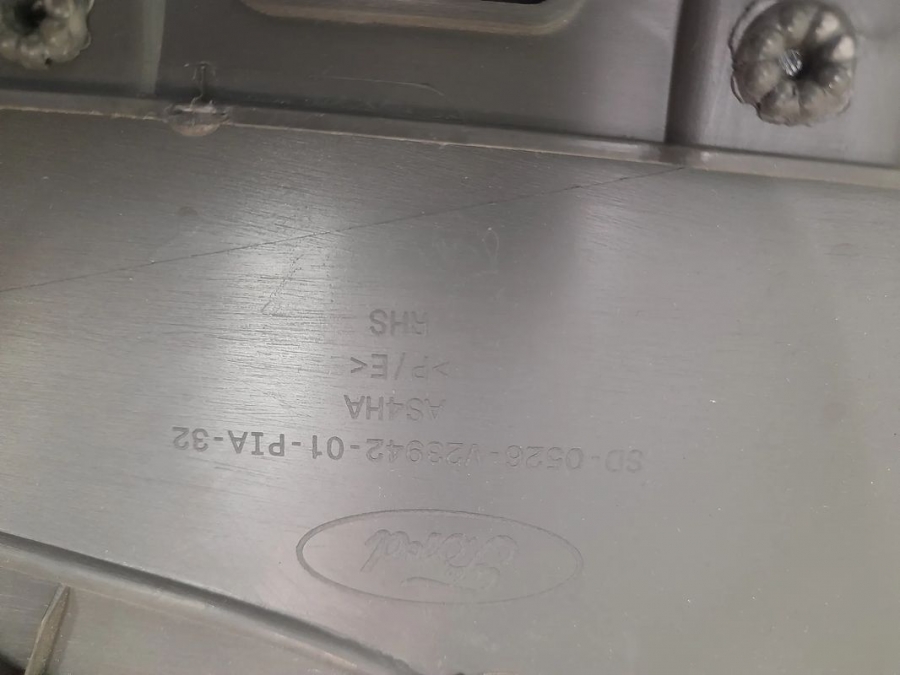 Ford
SD-0526-V23942-01-PIA-32
AS4HA
>P/E<
RHS